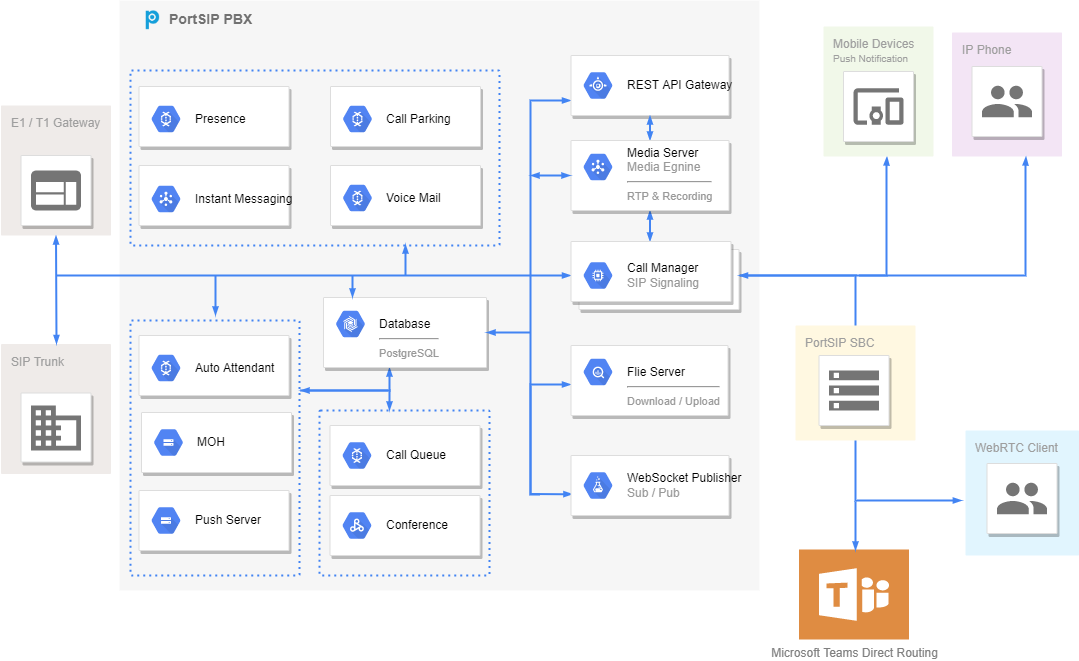 PortSIP PBX
Mobile Devices
Push Notification
IP Phone
E1 / T1 Gateway
Presence
Call Parking
Instant Messaging
Voice Mail
REST API Gateway
Media Server
Media Egnine
RTP & Recording
Call Manager
SIP Signaling
SIP Trunk
Database
PostgreSQL
Auto Attendant
MOH
Push Server
Call Queue
Conference
Flie Server
Download / Upload
WebSocket Publisher
Sub / Pub
PortSIP SBC
WebRTC Client
T
Microsoft Teams Direct Routing